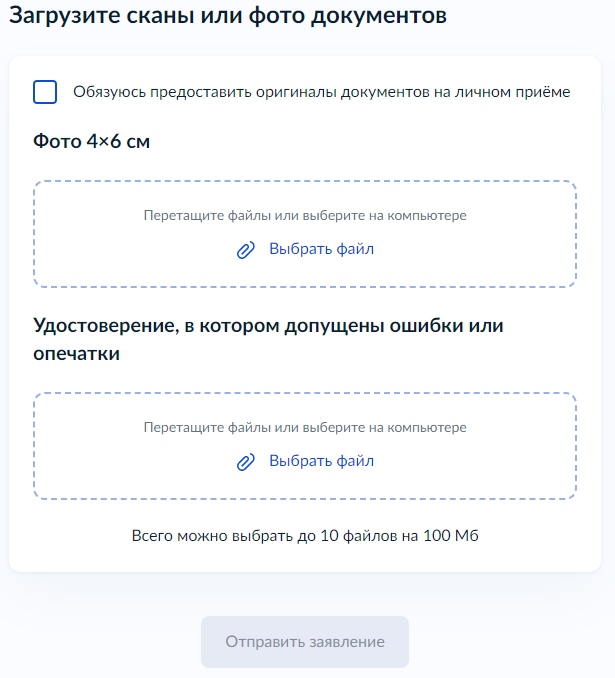 Загрузите сканы или фото документов
Обязуюсь предоставить оригиналы документов на личном приёме
Фото 4×6 см
Перетащите файлы или выберите на компьютере
Выбрать файл
Удостоверение, в котором допущены ошибки или
опечатки
Перетащите файлы или выберите на компьютере
Выбрать файл
Всего можно выбрать до 10 файлов на 100 Мб
Отправить заявление